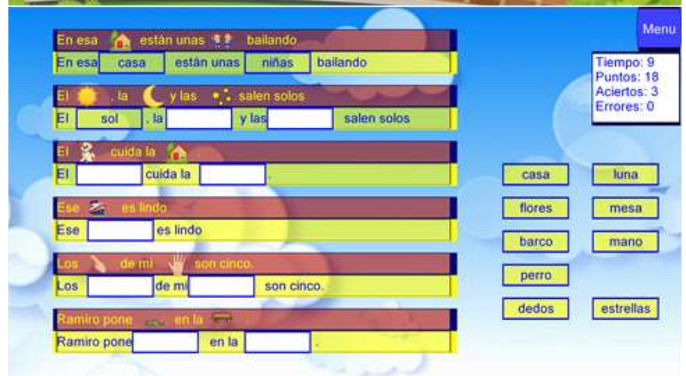 Menu
En esa están unas bailando
En esa casa están unas niñas bailando
Tiempo: 9
Puntos: 18
Aciertos: 3
Errores: 0
El , la y las salen solos
El sol , la y las salen solos
El cuida la .
El cuida la .
Ese es lindo
Ese es lindo
Los de mi son cinco.
Los de mi son cinco.
Ramiro pone en la .
Ramiro pone en la .
casa luna
flores mesa
barco mano
perro
dedos estrellas